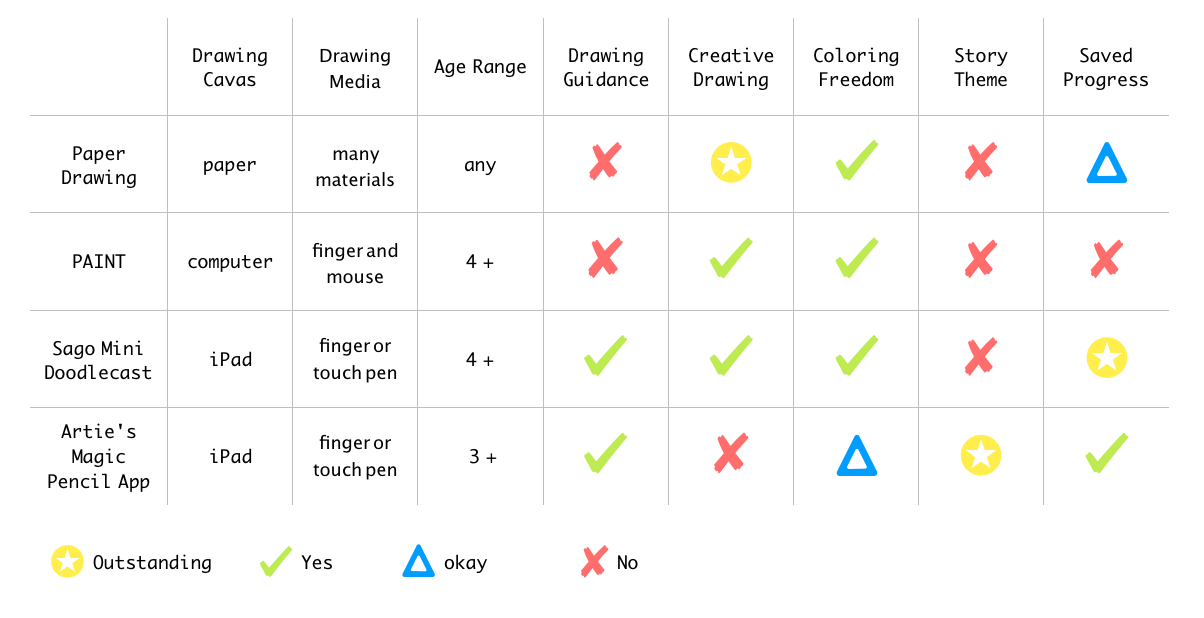 Drawing
Cavas
Drawing
Media
Age Range
Drawing
Guidance
Creative
Drawing
Coloring
Freedom
Story
Theme
Saved
Progress
Paper
Drawing
paper
many
materials
any
PAINT
computer
finger and
mouse
4 +
Sago Mini
Doodlecast
iPad
finger or
touch pen
4 +
Artie's
Magic
Pencil App
iPad
finger or
touch pen
3 +
Outstanding
Yes
okay
No